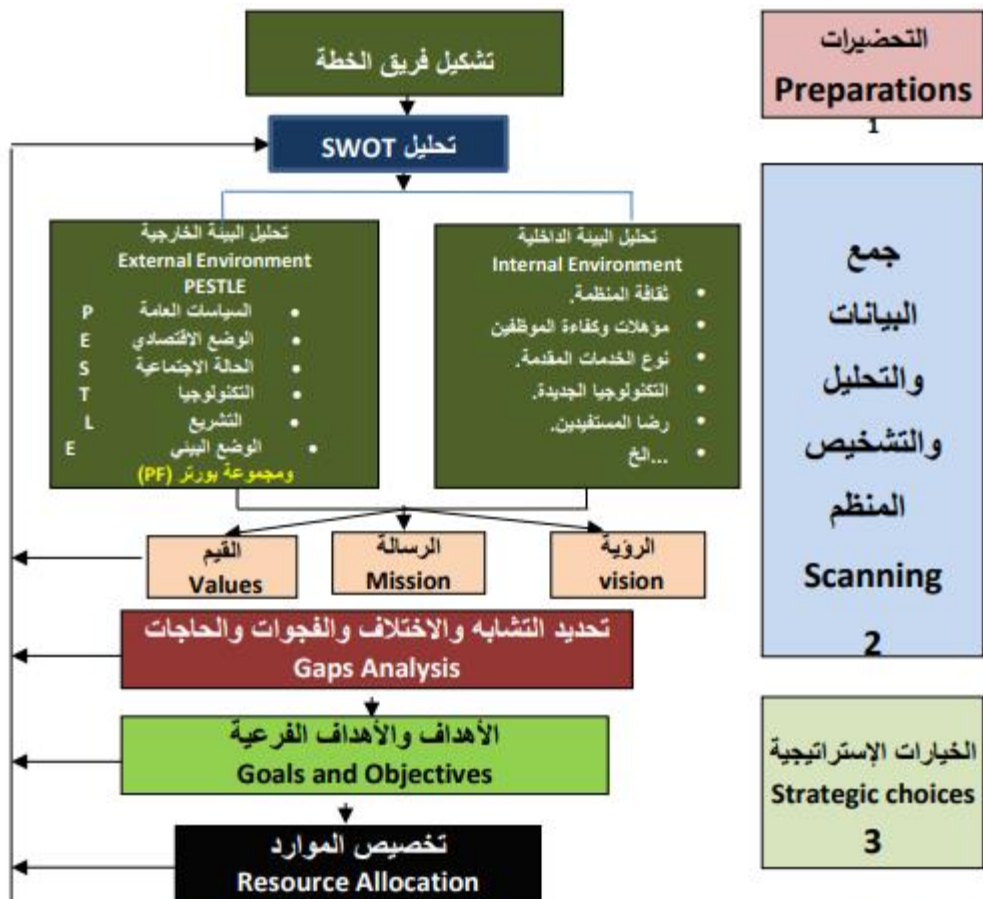 تشكيل فريق الخطة
التحضيرات
Preparations
1
تحليل SWOT
تحليل البيئة الداخلية
Internal Environment
• ثقافة المنظمة.
• مؤهلات وكفاءة الموظفين
• نوع الخدمات المقدمة.
• التكنولوجيا الجديدة.
• رضا المستفيدين.
• ...الخ
تحليل البيئة الخارجية
External Environment
PESTLE
• السياسات العامة P
• الوضع الاقتصادي E
• الحالة الاجتماعية S
• التكنولوجيا T
• التشريع L
• الوضع البيئي E
ومجموعة بورتر (PF)
جمع
البيانات
والتحليل
والتشخيص
المنظم
Scanning
2
الرؤية
vision
الرسالة
Mission
القيم
Values
تحديد التشابه والاختلاف والفجوات والحاجات
Gaps Analysis
الأهداف والأهداف الفرعية
Goals and Objectives
الخيارات الإستراتيجية
Strategic choices
3
تخصيص الموارد
Resource Allocation